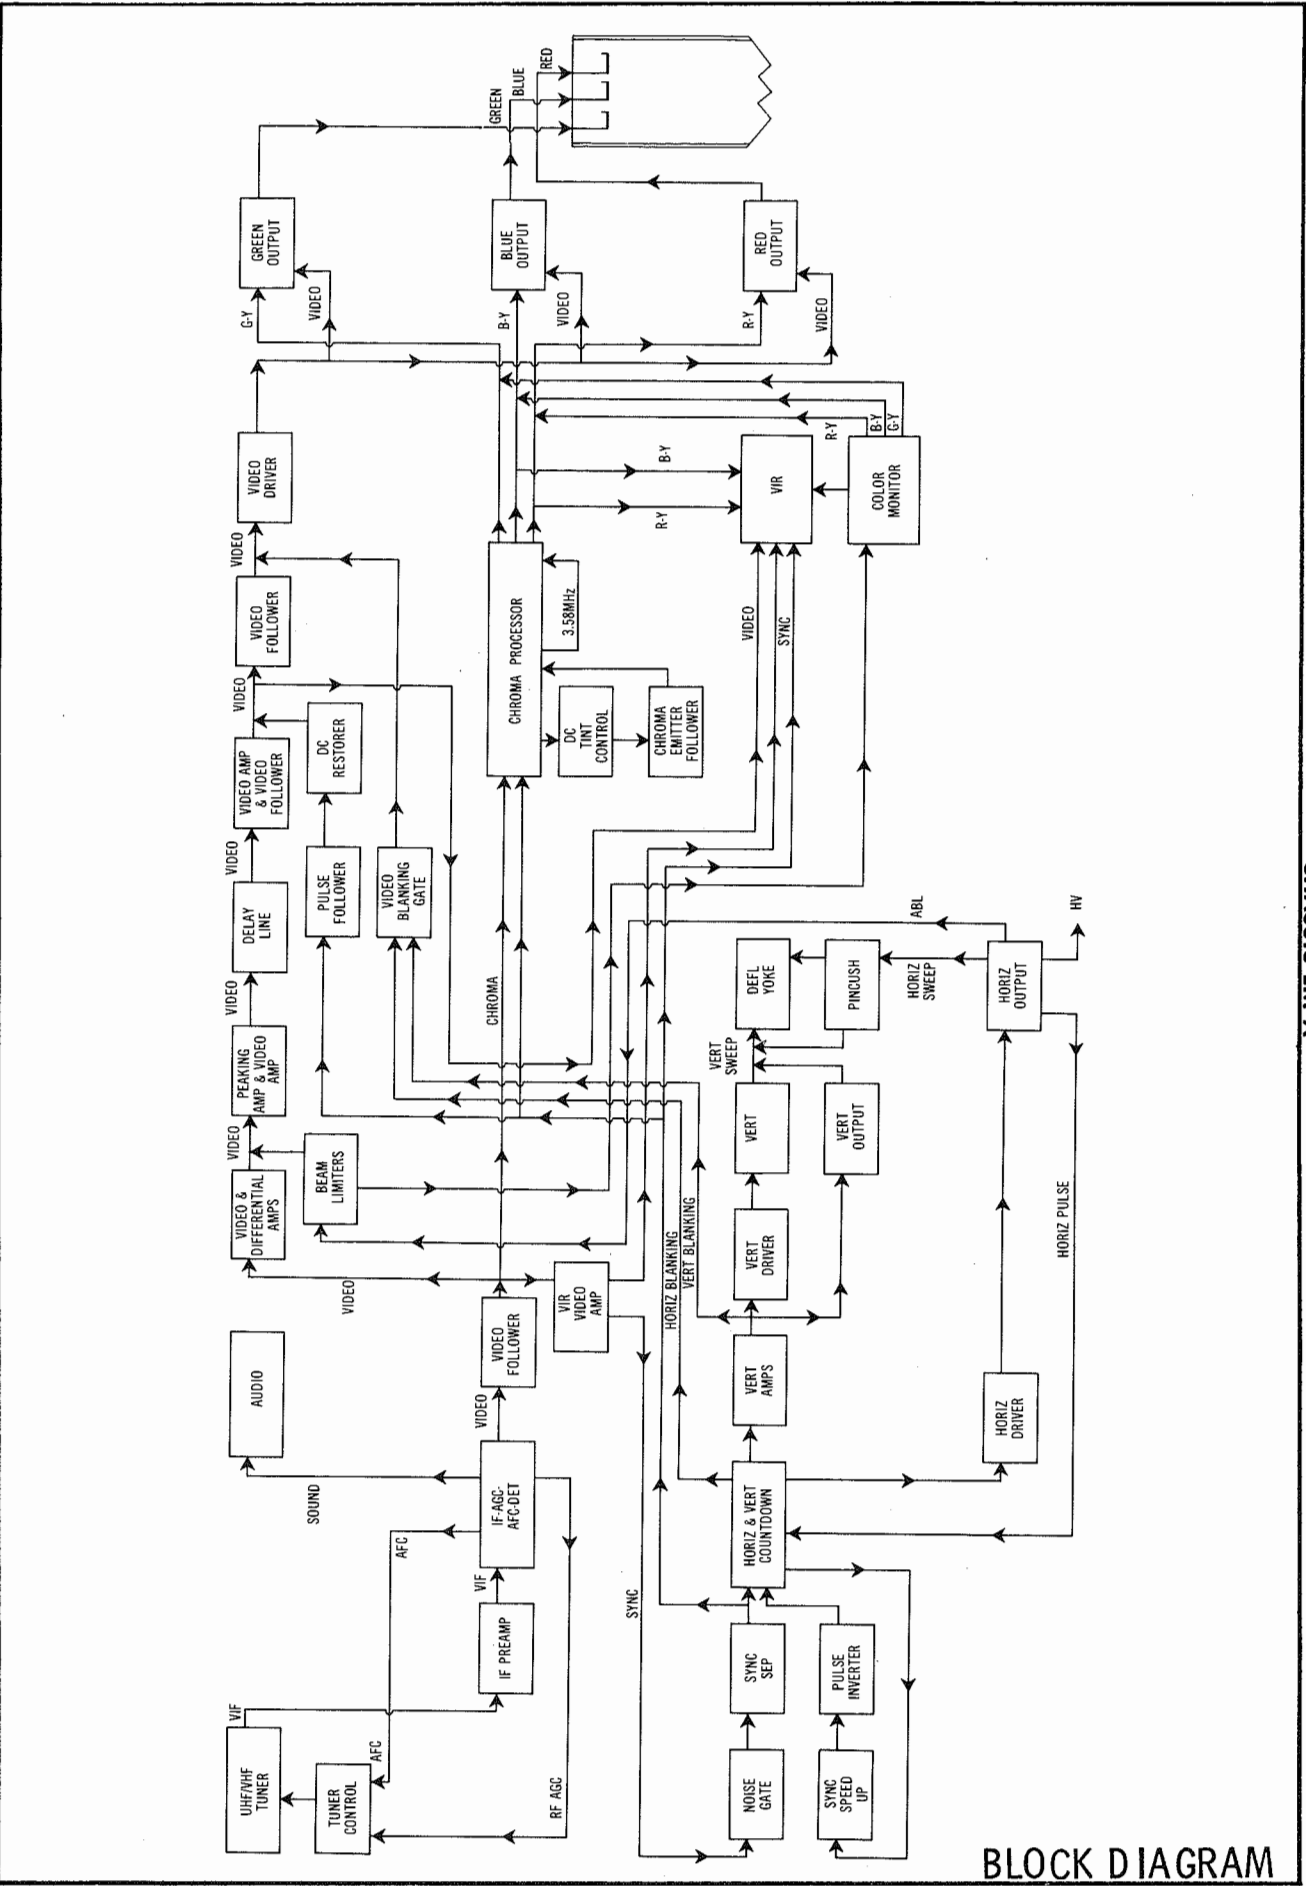 BLOCK DIAGRAM
UHF/VHF
TUNER
TUNER
CONTROL
VIF
AFC
AFC
RF AGC
IF PREAMP
VIF
IF-AGC-
AFC-DET
SOUND
AUDIO
VIDEO
VIDEO
FOLLOWER
VIDEO
VIR
VIDEO
AMP
SYNC
VIDEO &
DIFFERENTIAL
AMPS
VIDEO
BEAM
LIMITERS
PEAKING
AMP & VIDEO
AMP
VIDEO
DELAY
LINE
VIDEO
VIDEO AMP
& VIDEO
FOLLOWER
VIDEO
PULSE
FOLLOWER
DC
RESTORER
VIDEO
BLANKING
GATE
VIDEO
FOLLOWER
VIDEO
VIDEO
DRIVER
CHROMA
CHROMA PROCESSOR
3.58MHz
DC
TINT
CONTROL
CHROMA
EMITTER
FOLLOWER
G-Y
VIDEO
GREEN
OUTPUT
B-Y
VIDEO
BLUE
OUTPUT
R-Y
VIDEO
RED
OUTPUT
GREEN
BLUE
RED
R-Y
B-Y
VIDEO
SYNC
VIR
COLOR
MONITOR
R-Y
B-Y
G-Y
NOISE
GATE
SYNC
SEP
SYNC
SPEED
UP
PULSE
INVERTER
HORIZ & VERT
COUNTDOWN
HORIZ BLANKING
VERT BLANKING
VERT
AMPS
VERT
DRIVER
VERT
VERT
OUTPUT
VERT
SWEEP
DEFL
YOKE
PINCUSH
HORIZ
SWEEP
HORIZ
DRIVER
HORIZ
OUTPUT
HORIZ PULSE
ABL
HV